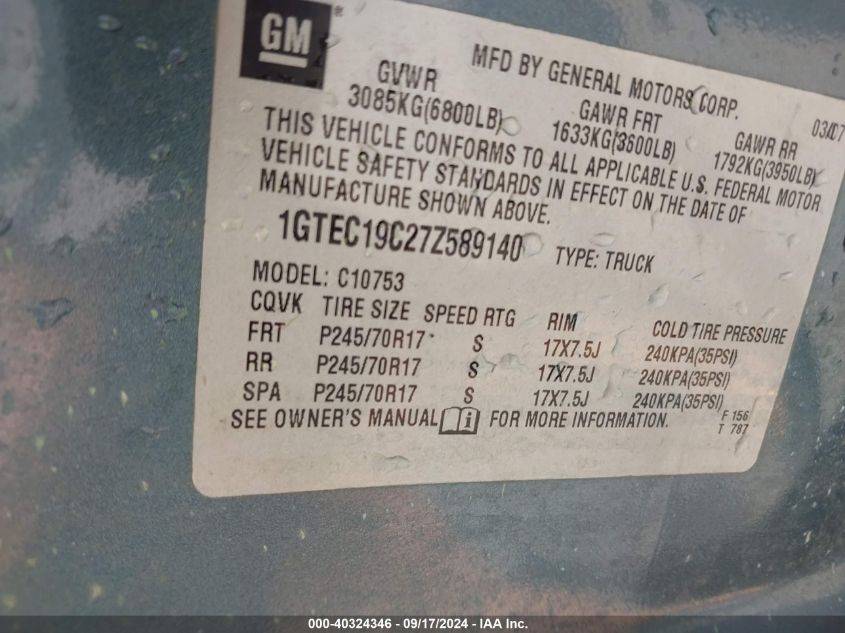 GM ®
MFD BY GENERAL MOTORS CORP.
03/07
GVWR GAWR FRT GAWR RR
3085KG(6800LB) 1633KG(3600LB) 1792KG(3950LB)
THIS VEHICLE CONFORMS TO ALL APPLICABLE U.S. FEDERAL MOTOR
VEHICLE SAFETY STANDARDS IN EFFECT ON THE DATE OF
MANUFACTURE SHOWN ABOVE.
1GTEC19C27Z589140 TYPE: TRUCK
MODEL: C10753
CQVK TIRE SIZE SPEED RTG RIM COLD TIRE PRESSURE
FRT P245/70R17 S 17X7.5J 240KPA(35PSI)
RR P245/70R17 S 17X7.5J 240KPA(35PSI)
SPA P245/70R17 S 17X7.5J 240KPA(35PSI)
SEE OWNER'S MANUAL i FOR MORE INFORMATION.
F 156
T 787
000-40324346 - 09/17/2024 - IAAI.COM